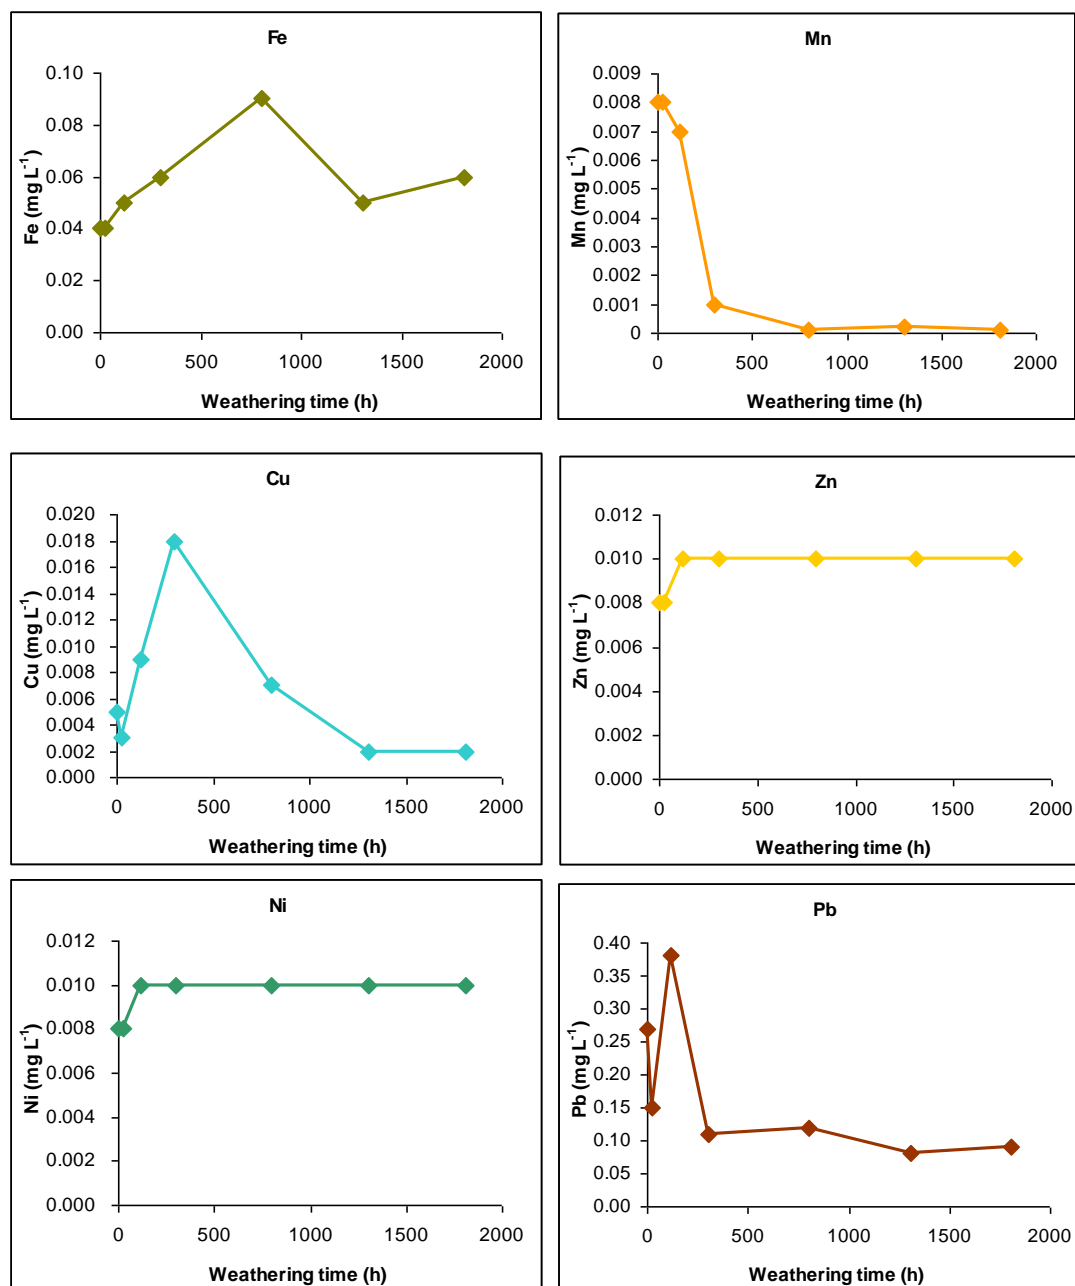 Fe
0.10
0.08
0.06
0.04
0.02
0.00
Fe (mg L⁻¹)
0 500 1000 1500 2000
Weathering time (h)
Mn
0.009
0.008
0.007
0.006
0.005
0.004
0.003
0.002
0.001
0
Mn (mg L⁻¹)
0 500 1000 1500 2000
Weathering time (h)
Cu
0.020
0.018
0.016
0.014
0.012
0.010
0.008
0.006
0.004
0.002
0.000
Cu (mg L⁻¹)
0 500 1000 1500 2000
Weathering time (h)
Zn
0.012
0.010
0.008
0.006
0.004
0.002
0.000
Zn (mg L⁻¹)
0 500 1000 1500 2000
Weathering time (h)
Ni
0.012
0.010
0.008
0.006
0.004
0.002
0.000
Ni (mg L⁻¹)
0 500 1000 1500 2000
Weathering time (h)
Pb
0.40
0.35
0.30
0.25
0.20
0.15
0.10
0.05
0.00
Pb (mg L⁻¹)
0 500 1000 1500 2000
Weathering time (h)